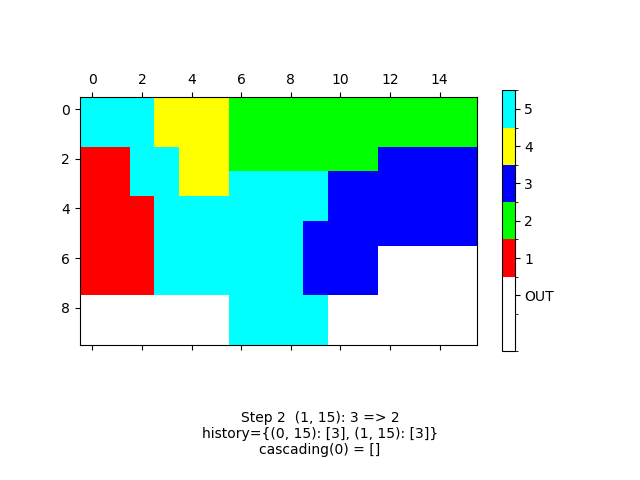 0 2 4 6 8 10 12 14
0
2
4
6
8
5
4
3
2
1
OUT
Step 2  (1, 15): 3 => 2
history={(0, 15): [3], (1, 15): [3]}
cascading(0) = []